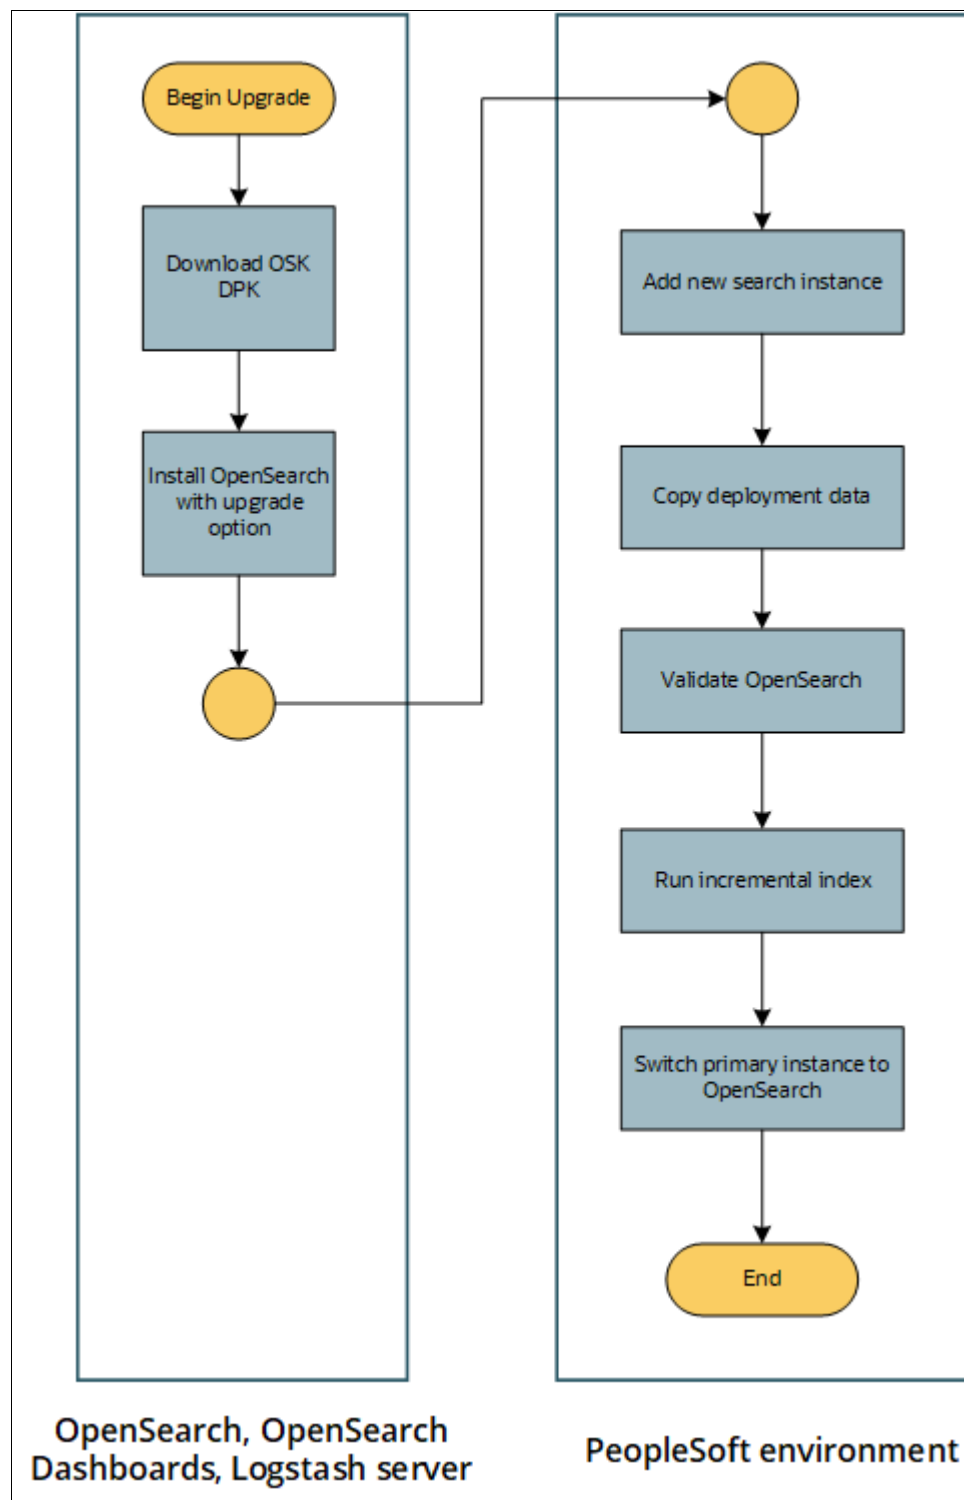 Begin Upgrade
Download OSK
DPK
Install OpenSearch
with upgrade
option
Add new search instance
Copy deployment data
Validate OpenSearch
Run incremental index
Switch primary instance to
OpenSearch
End
OpenSearch, OpenSearch
Dashboards, Logstash server
PeopleSoft environment